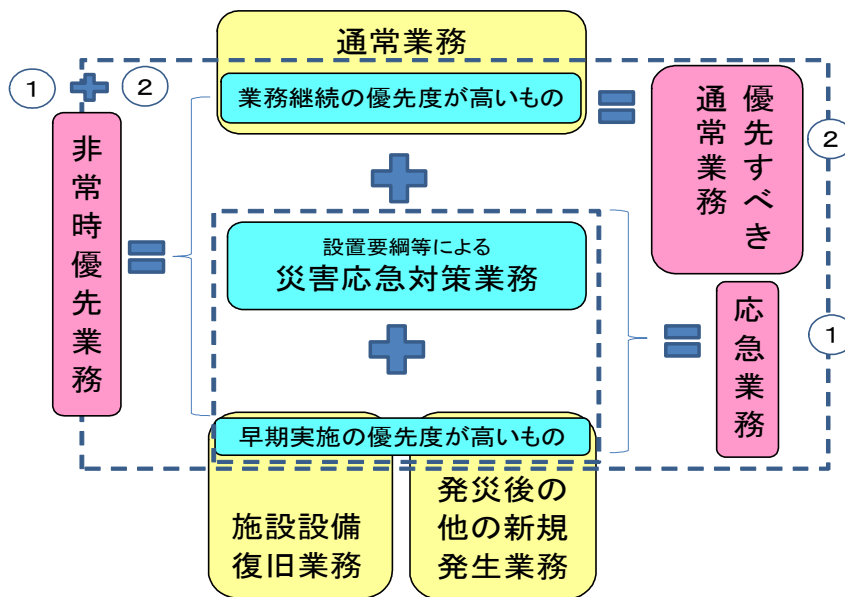 通常業務
業務継続の優先度が高いもの
1
2
非常時優先業務
優先すべき
通常業務
2
設置要綱等による
災害応急対策業務
応急業務
1
早期実施の優先度が高いもの
施設設備
復旧業務
発災後の
他の新規
発生業務